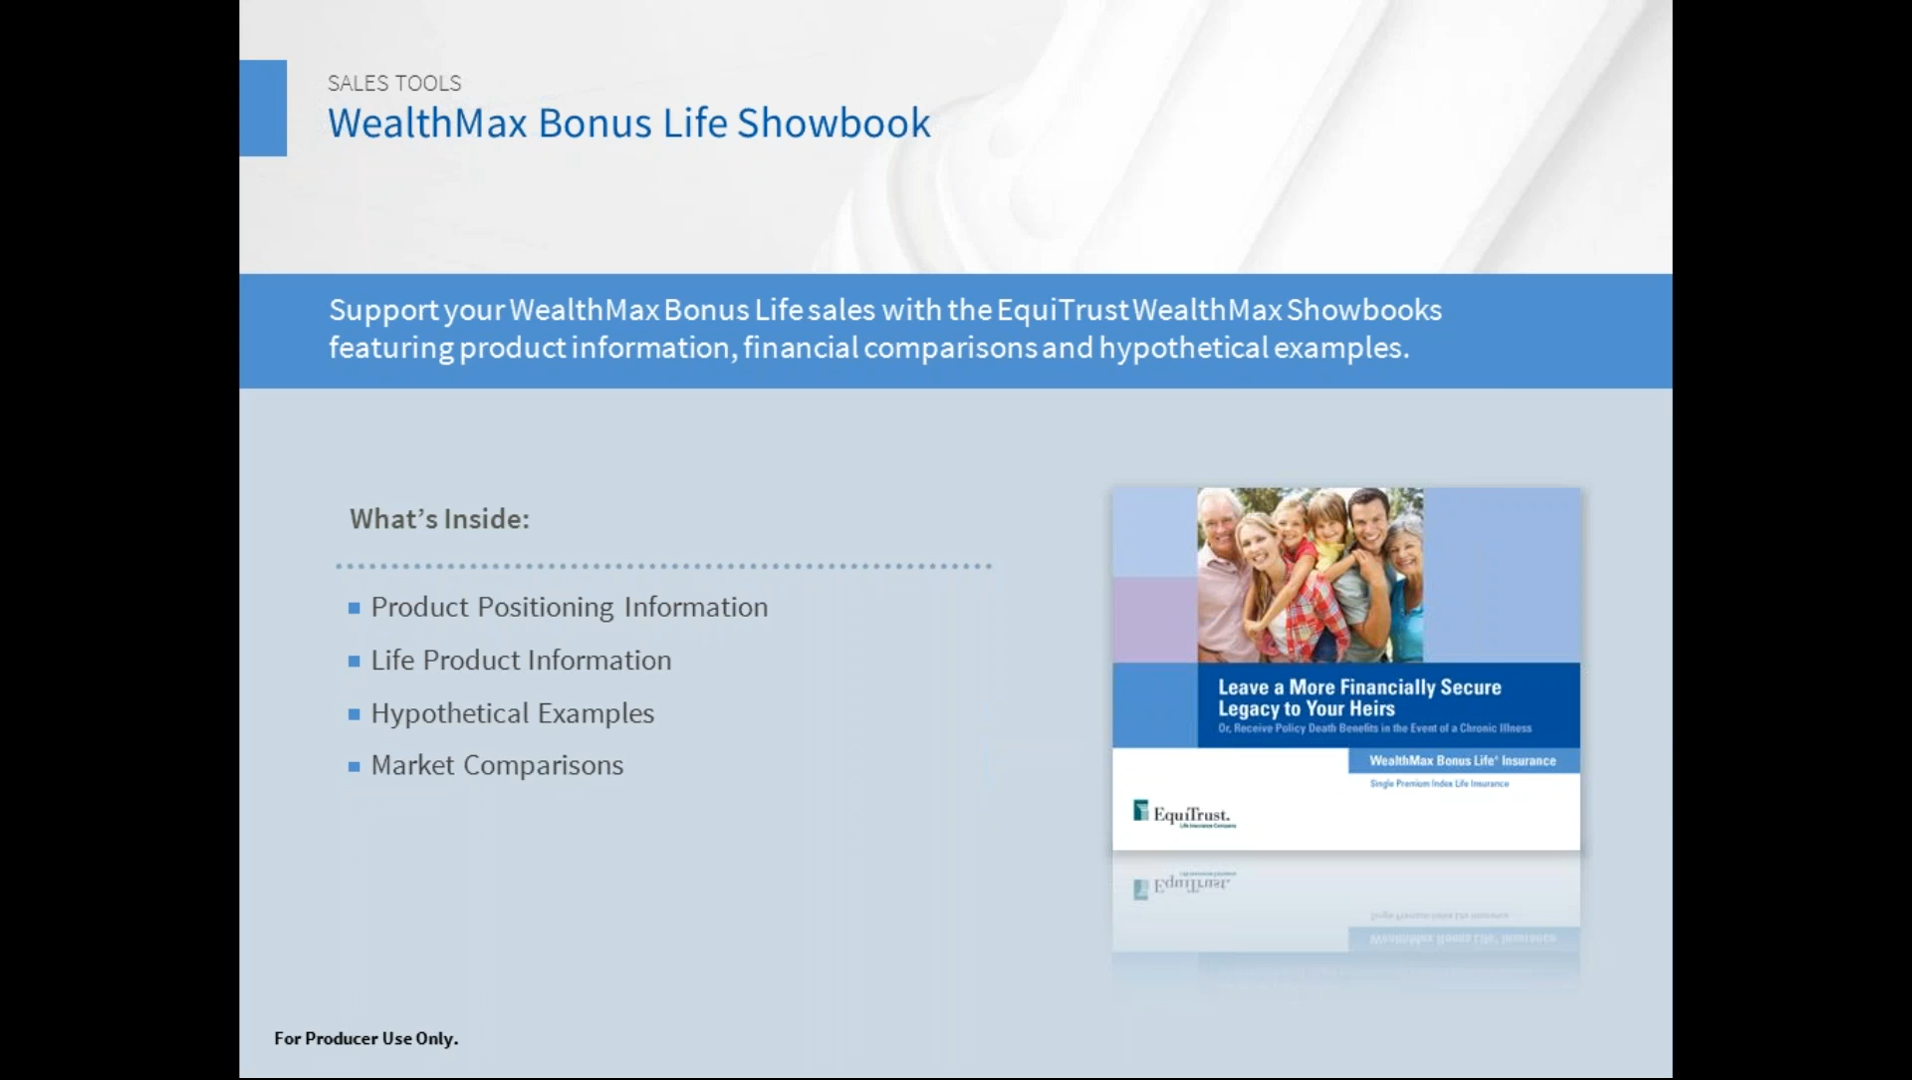 SALES TOOLS
WealthMax Bonus Life Showbook
Support your WealthMax Bonus Life sales with the EquiTrust WealthMax Showbooks
featuring product information, financial comparisons and hypothetical examples.
What's Inside:
Product Positioning Information
Life Product Information
Hypothetical Examples
Market Comparisons
Leave a More Financially Secure
Legacy to Your Heirs
Or, Receive Policy Death Benefits in the Event of a Chronic Illness
WealthMax Bonus Life® Insurance
Single Premium Index Life Insurance
EquiTrust.
Life Insurance Company
For Producer Use Only.